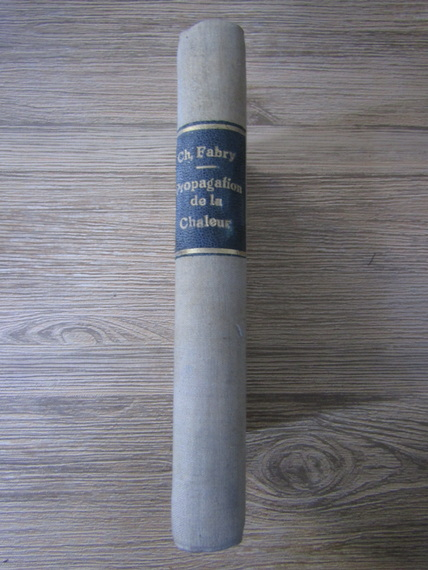 Ch. Fabry
Propagation
de la
Chaleur